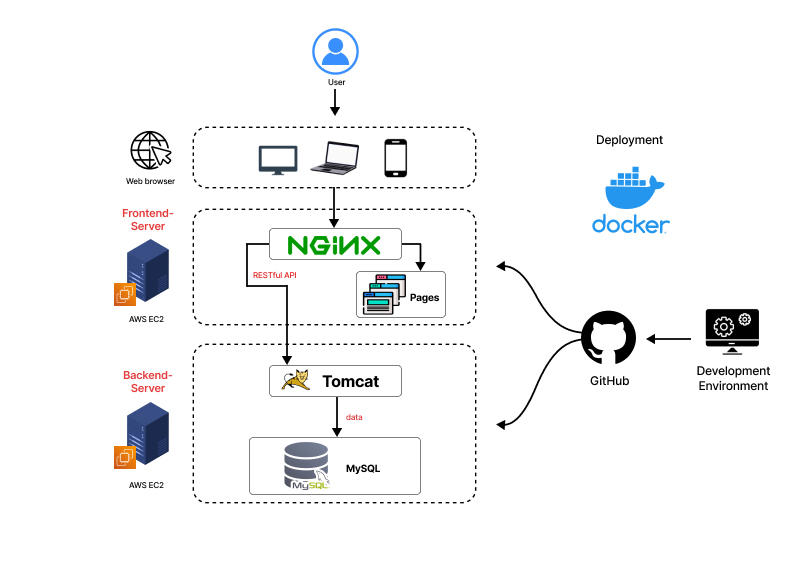 User
Web browser
Deployment
docker
Frontend-
Server
NGINX
RESTful API
Pages
AWS EC2
GitHub
Development
Environment
Backend-
Server
Tomcat
data
MySQL
MySQL
AWS EC2